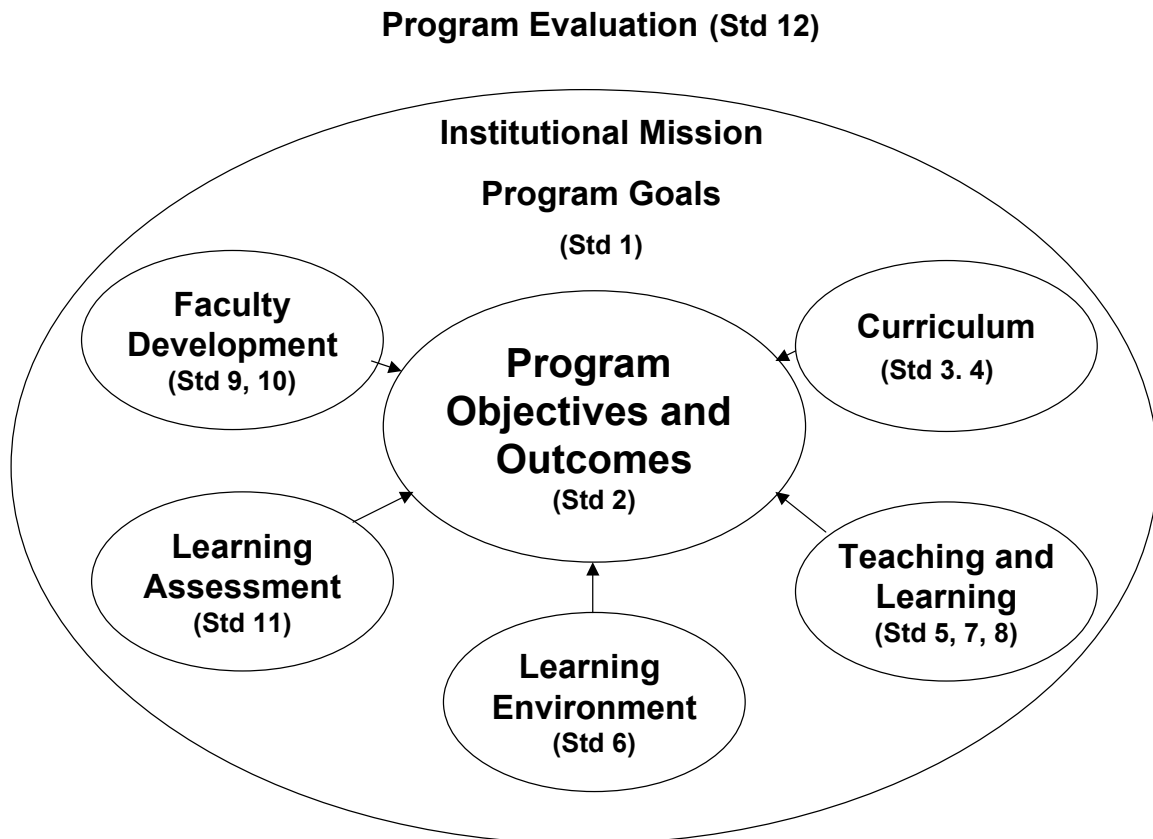 Program Evaluation (Std 12)
Institutional Mission
Program Goals
(Std 1)
Faculty
Development
(Std 9, 10)
Curriculum
(Std 3. 4)
Program
Objectives and
Outcomes
(Std 2)
Learning
Assessment
(Std 11)
Teaching and
Learning
(Std 5, 7, 8)
Learning
Environment
(Std 6)